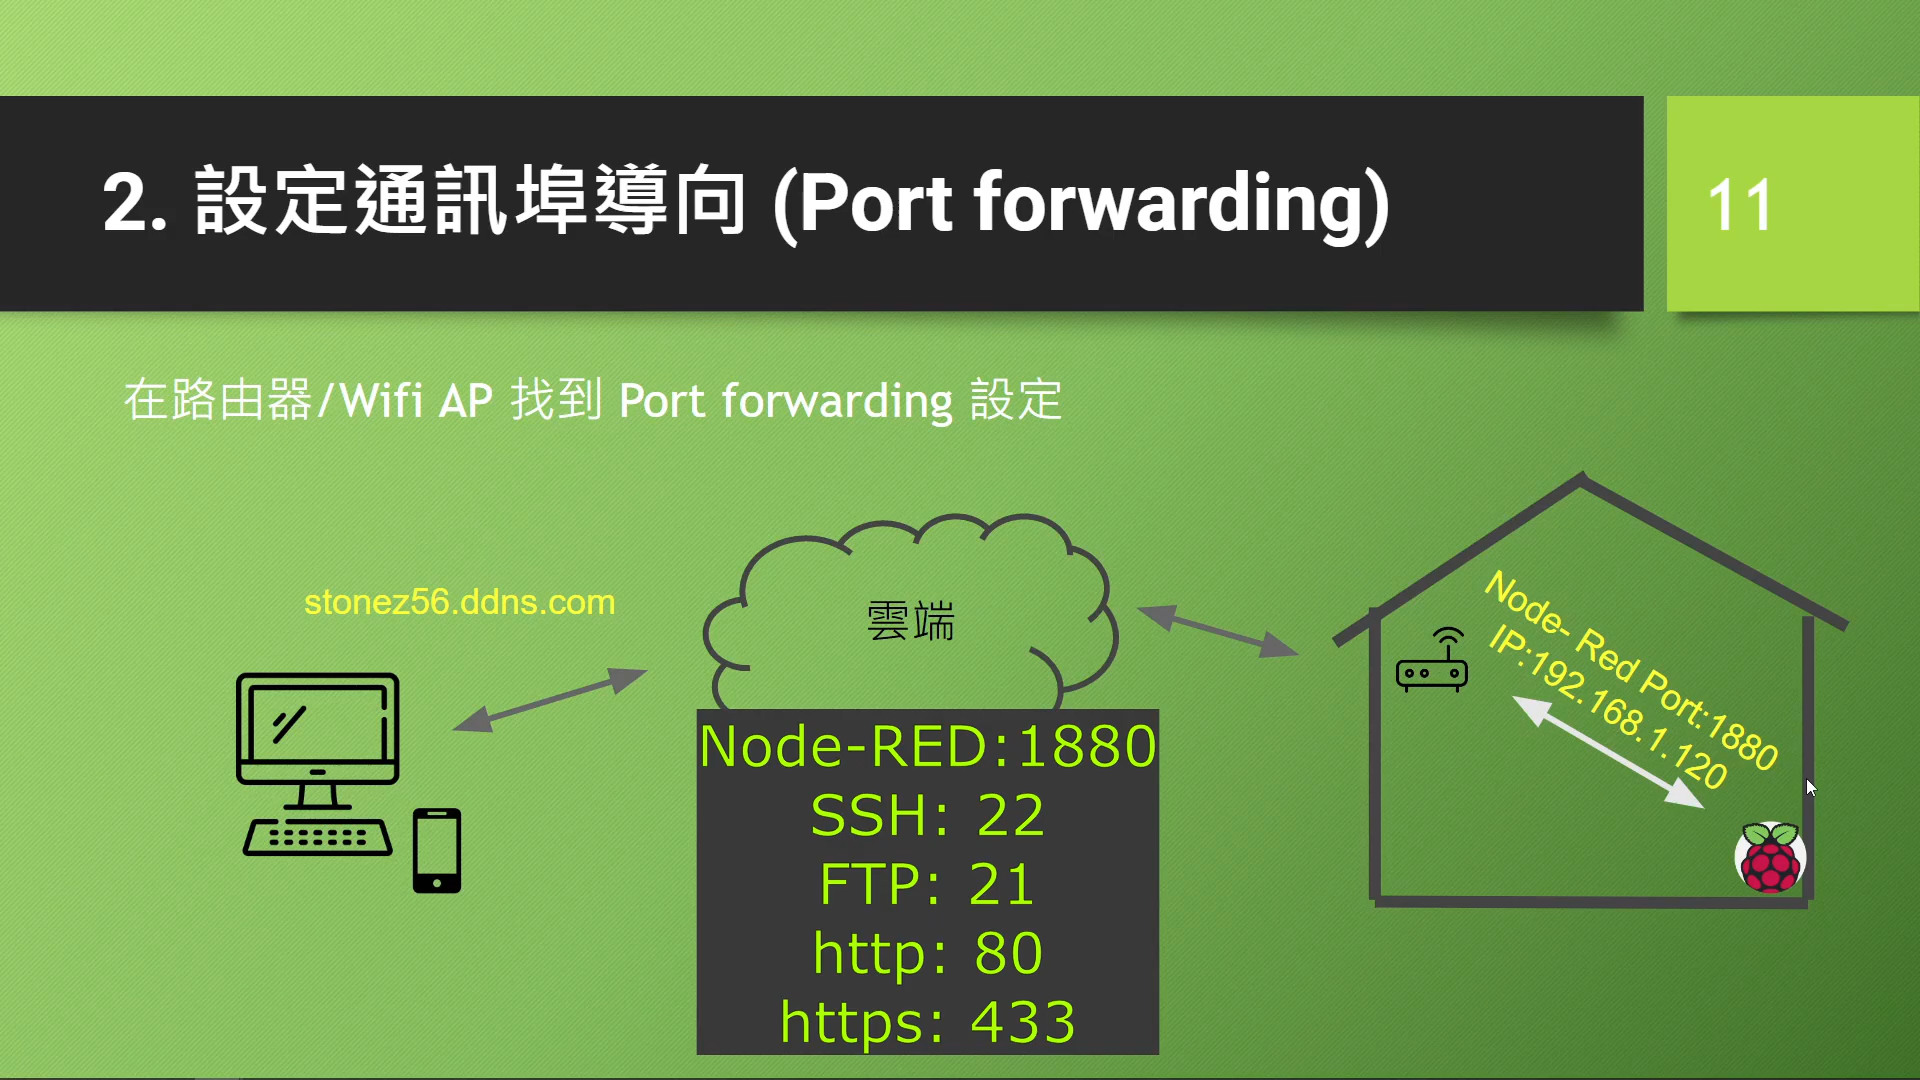 2. 設定通訊埠導向 (Port forwarding)
11
在路由器/Wifi AP 找到 Port forwarding 設定
stonez56.ddns.com
雲端
Node- Red Port:1880
IP:192.168.1.120
Node-RED:1880
SSH: 22
FTP: 21
http: 80
https: 433